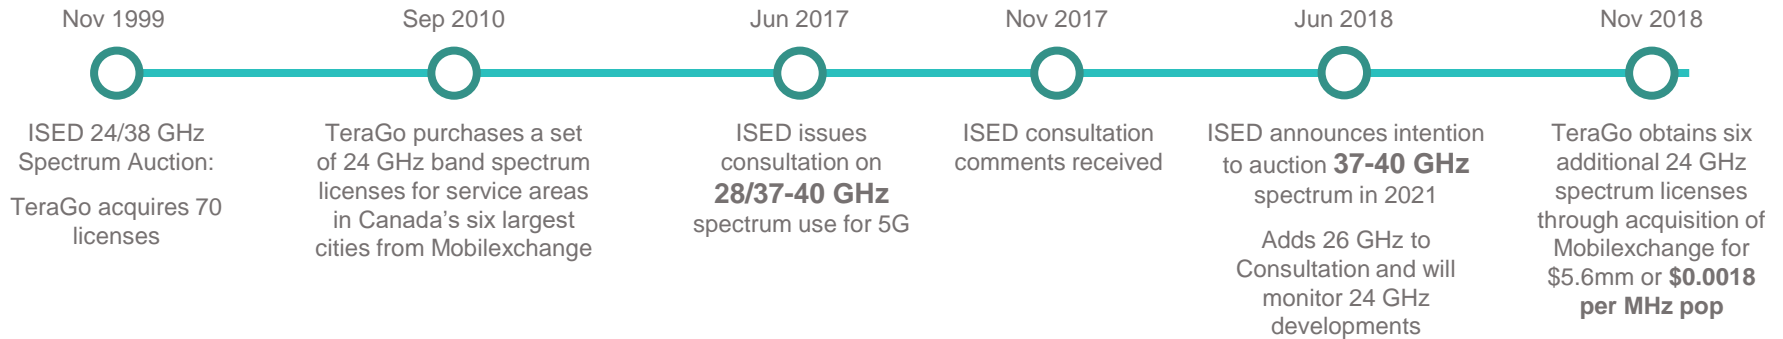 Nov 1999
ISED 24/38 GHz
Spectrum Auction:
TeraGo acquires 70
licenses
Sep 2010
TeraGo purchases a set
of 24 GHz band spectrum
licenses for service areas
in Canada’s six largest
cities from Mobilexchange
Jun 2017
ISED issues
consultation on
28/37-40 GHz
spectrum use for 5G
Nov 2017
ISED consultation
comments received
Jun 2018
ISED announces intention
to auction 37-40 GHz
spectrum in 2021
Adds 26 GHz to
Consultation and will
monitor 24 GHz
developments
Nov 2018
TeraGo obtains six
additional 24 GHz
spectrum licenses
through acquisition of
Mobilexchange for
$5.6mm or $0.0018
per MHz pop